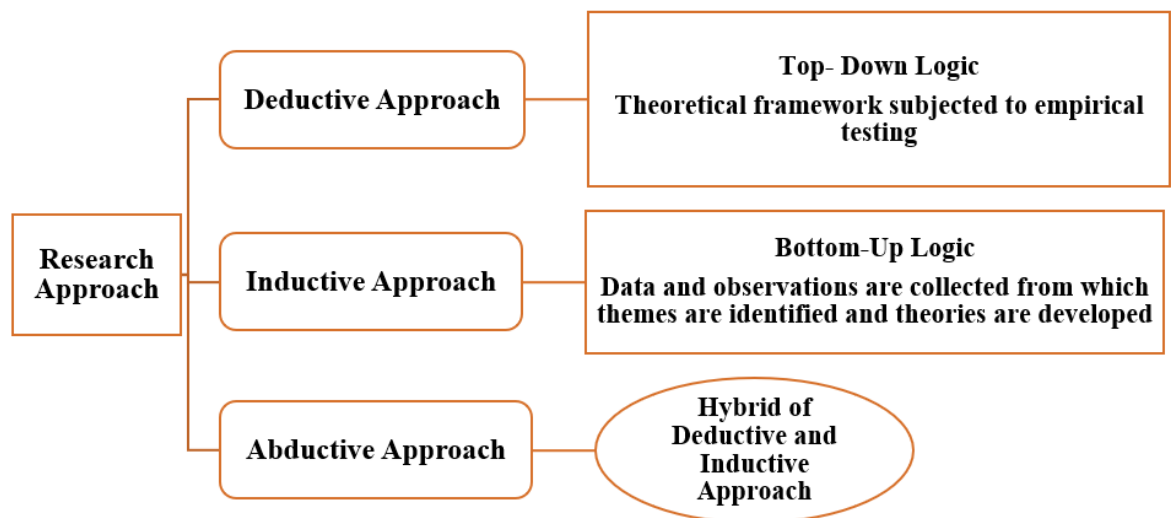 Research
Approach
Deductive Approach
Top- Down Logic
Theoretical framework subjected to empirical
testing
Inductive Approach
Bottom-Up Logic
Data and observations are collected from which
themes are identified and theories are developed
Abductive Approach
Hybrid of
Deductive and
Inductive
Approach